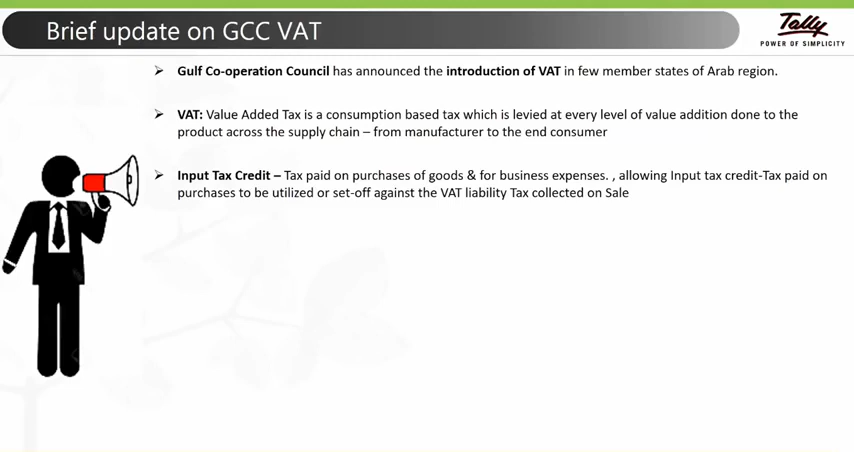 Brief update on GCC VAT
Tally
POWER OF SIMPLICITY
➢ Gulf Co-operation Council has announced the introduction of VAT in few member states of Arab region.
➢ VAT: Value Added Tax is a consumption based tax which is levied at every level of value addition done to the
product across the supply chain – from manufacturer to the end consumer
➢ Input Tax Credit – Tax paid on purchases of goods & for business expenses. , allowing Input tax credit-Tax paid on
purchases to be utilized or set-off against the VAT liability Tax collected on Sale